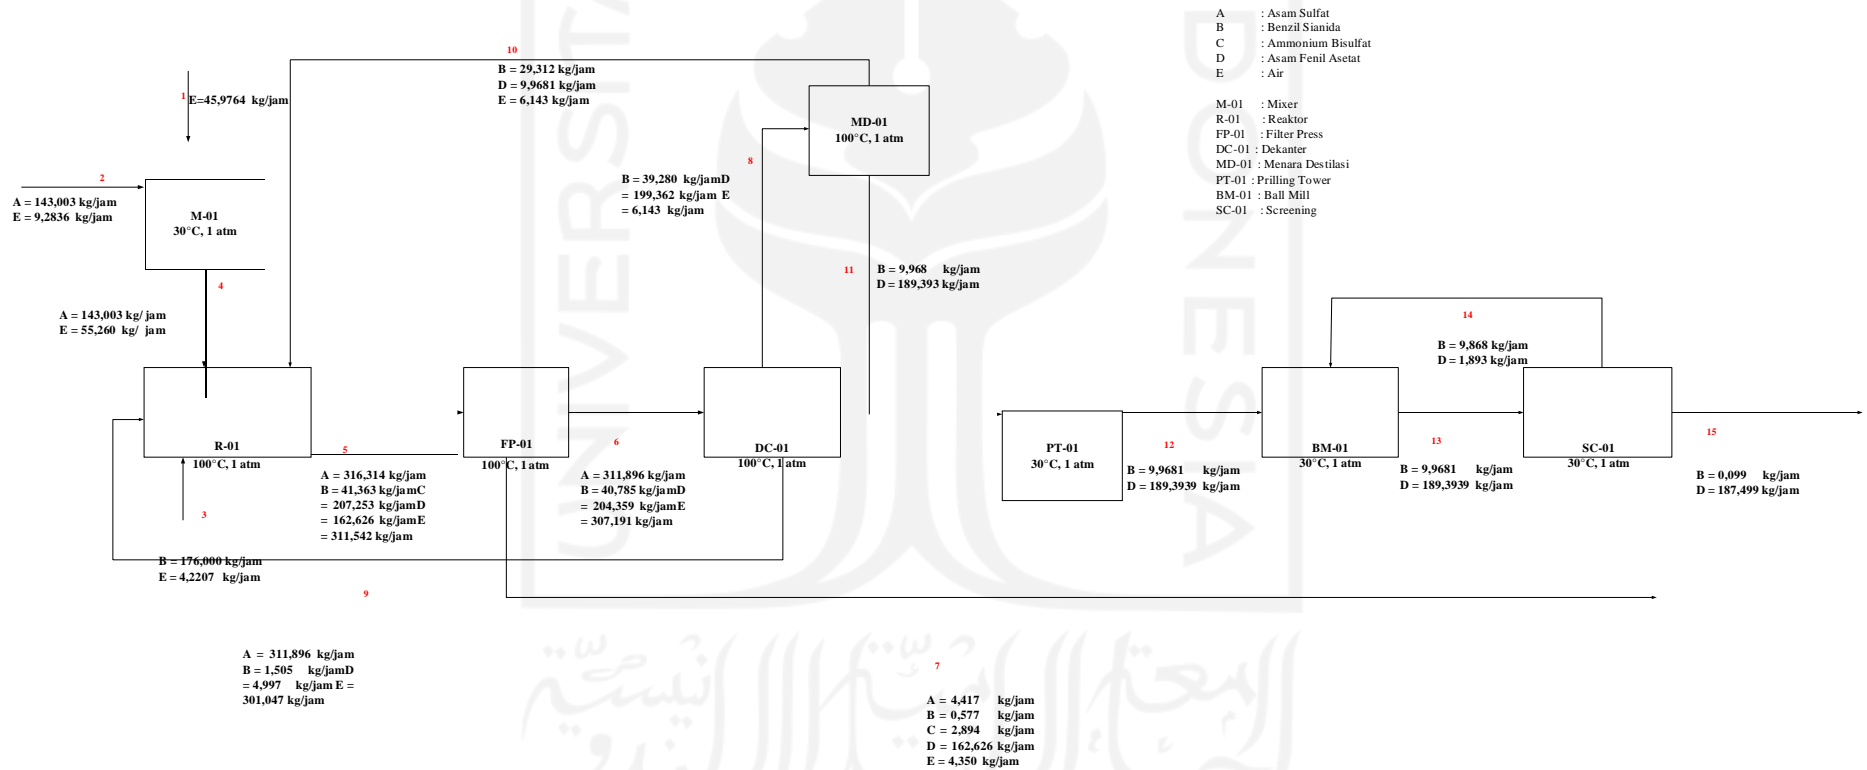 A : Asam Sulfat
B : Benzil Sianida
C : Ammonium Bisulfat
D : Asam Fenil Asetat
E : Air
M-01 : Mixer
R-01 : Reaktor
FP-01 : Filter Press
DC-01 : Dekanter
MD-01 : Menara Destilasi
PT-01 : Prilling Tower
BM-01 : Ball Mill
SC-01 : Screening
10
B = 29,312 kg/jam
D = 9,9681 kg/jam
E = 6,143 kg/jam
1
E=45,9764 kg/jam
MD-01
100°C, 1 atm
8
B = 39,280 kg/jamD
= 199,362 kg/jam E
= 6,143 kg/jam
2
A = 143,003 kg/jam
E = 9,2836 kg/jam
M-01
30°C, 1 atm
4
A = 143,003 kg/ jam
E = 55,260 kg/ jam
11
B = 9,968 kg/jam
D = 189,393 kg/jam
14
B = 9,868 kg/jam
D = 1,893 kg/jam
R-01
100°C, 1 atm
5
A = 316,314 kg/jam
B = 41,363 kg/jamC
= 207,253 kg/jamD
= 162,626 kg/jamE
= 311,542 kg/jam
FP-01
100°C, 1 atm
6
A = 311,896 kg/jam
B = 40,785 kg/jamD
= 204,359 kg/jamE
= 307,191 kg/jam
DC-01
100°C, 1 atm
PT-01
30°C, 1 atm
12
B = 9,9681 kg/jam
D = 189,3939 kg/jam
BM-01
30°C, 1 atm
13
B = 9,9681 kg/jam
D = 189,3939 kg/jam
SC-01
30°C, 1 atm
15
B = 0,099 kg/jam
D = 187,499 kg/jam
3
B = 176,000 kg/jam
E = 4,2207 kg/jam
9
A = 311,896 kg/jam
B = 1,505 kg/jamD
= 4,997 kg/jam E =
301,047 kg/jam
7
A = 4,417 kg/jam
B = 0,577 kg/jam
C = 2,894 kg/jam
D = 162,626 kg/jam
E = 4,350 kg/jam